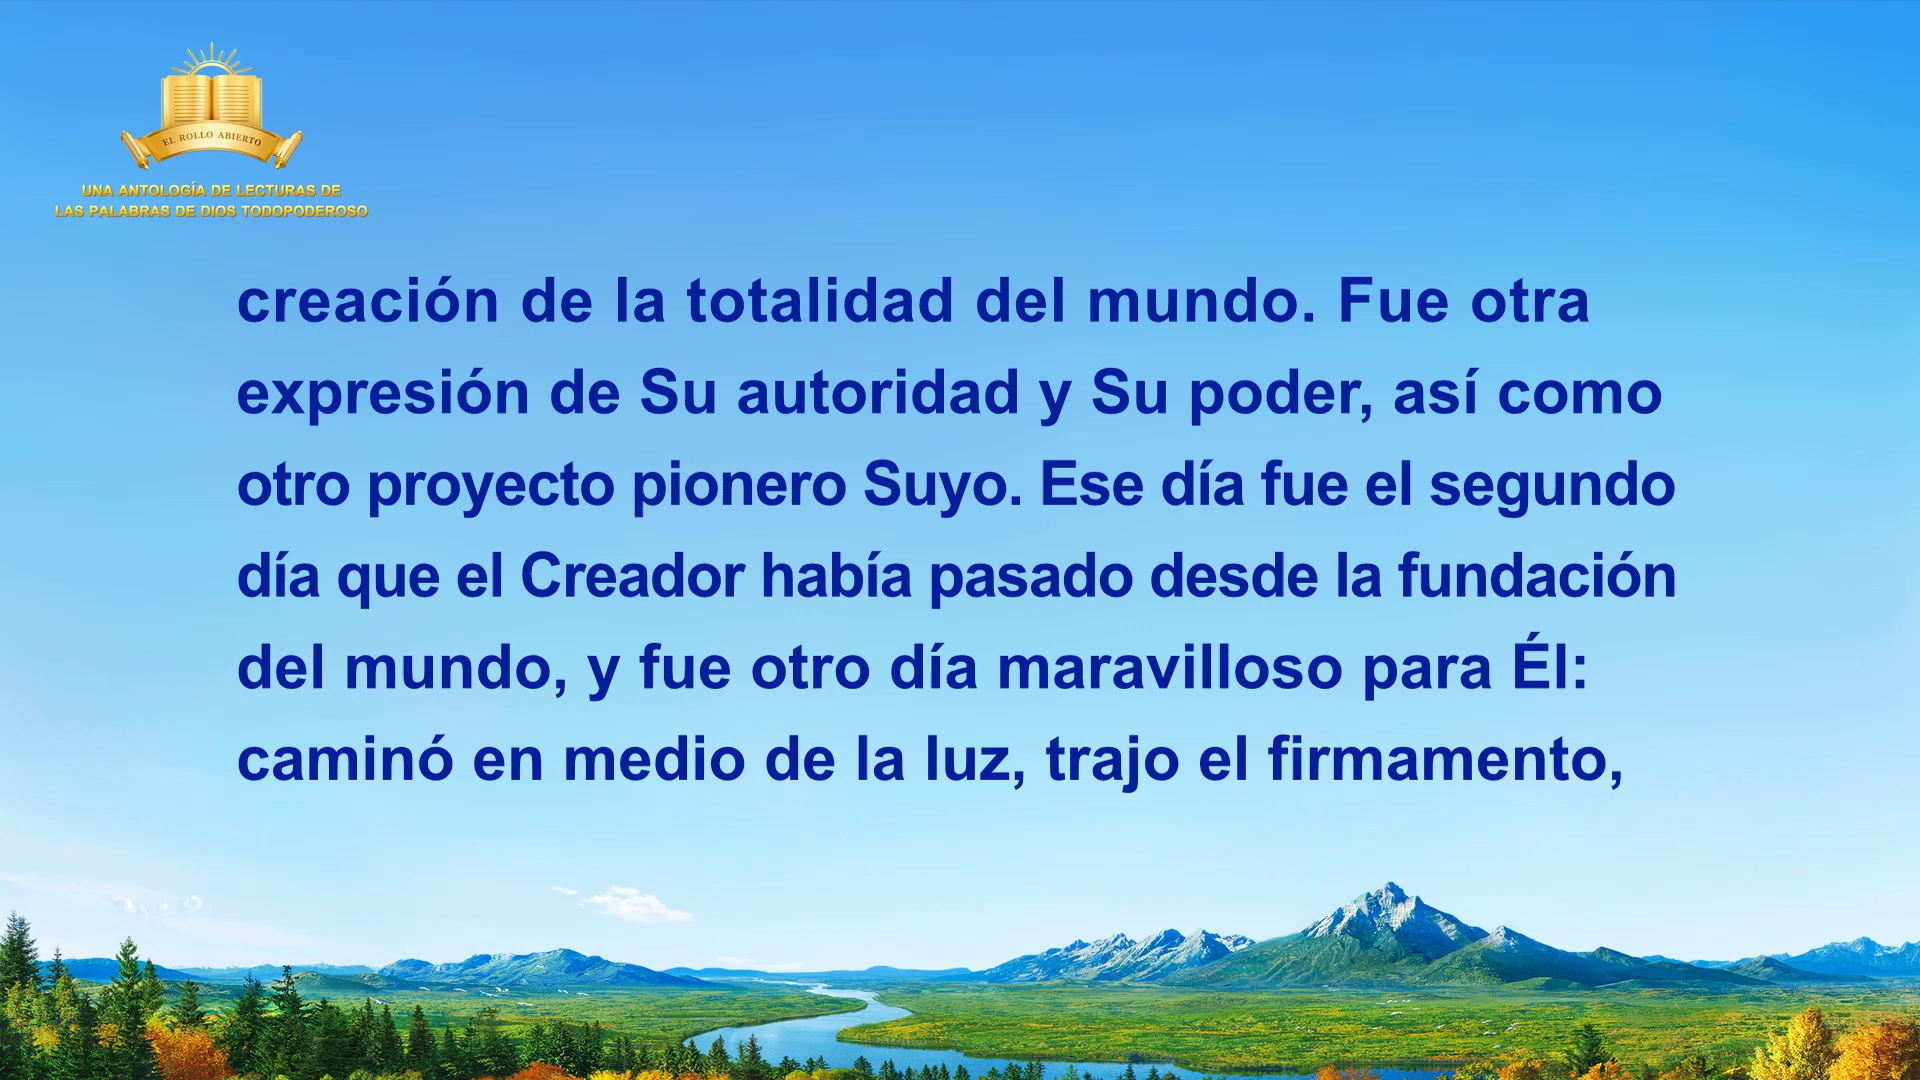 EL ROLLO ABIERTO
UNA ANTOLOGÍA DE LECTURAS DE
LAS PALABRAS DE DIOS TODOPODEROSO
creación de la totalidad del mundo. Fue otra
expresión de Su autoridad y Su poder, así como
otro proyecto pionero Suyo. Ese día fue el segundo
día que el Creador había pasado desde la fundación
del mundo, y fue otro día maravilloso para Él:
caminó en medio de la luz, trajo el firmamento,